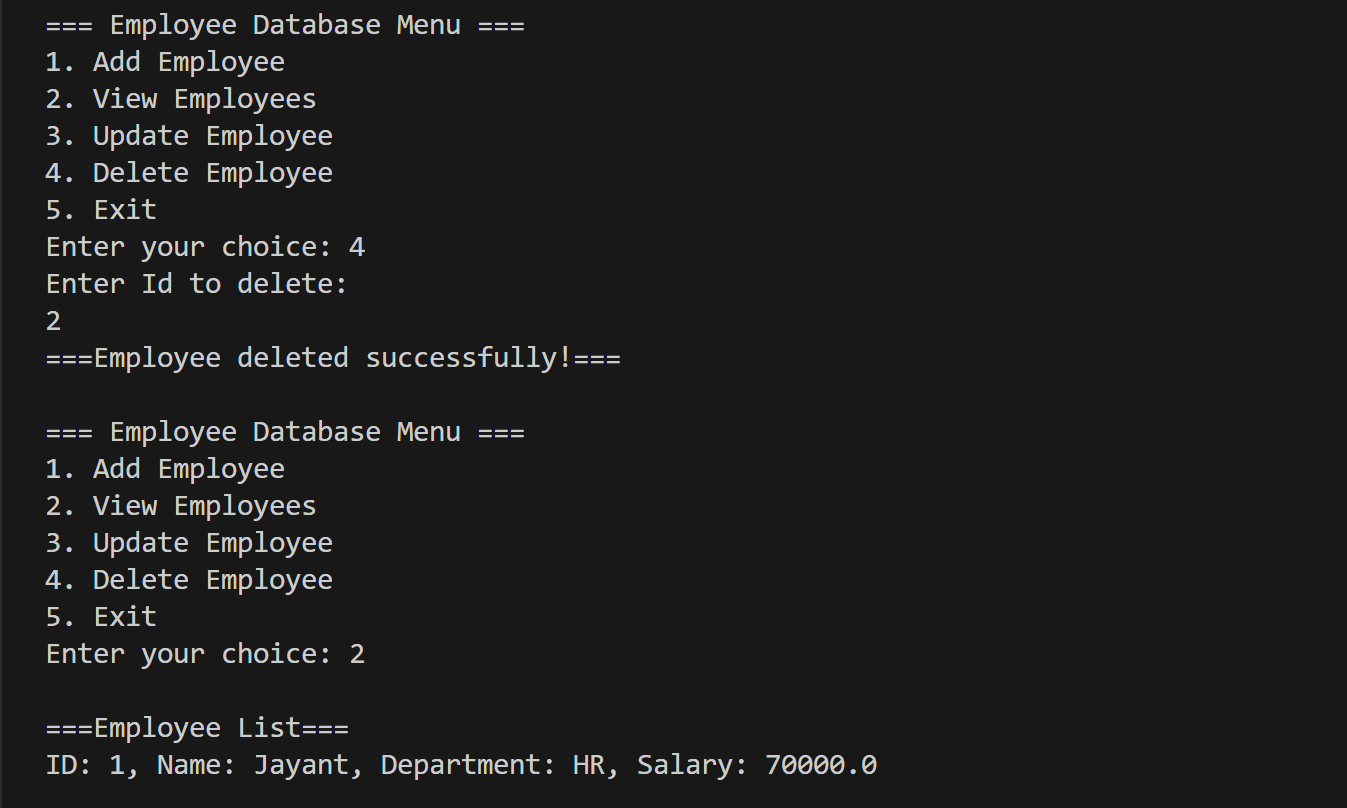 === Employee Database Menu ===
1. Add Employee
2. View Employees
3. Update Employee
4. Delete Employee
5. Exit
Enter your choice: 4
Enter Id to delete:
2
===Employee deleted successfully!===

=== Employee Database Menu ===
1. Add Employee
2. View Employees
3. Update Employee
4. Delete Employee
5. Exit
Enter your choice: 2

===Employee List===
ID: 1, Name: Jayant, Department: HR, Salary: 70000.0